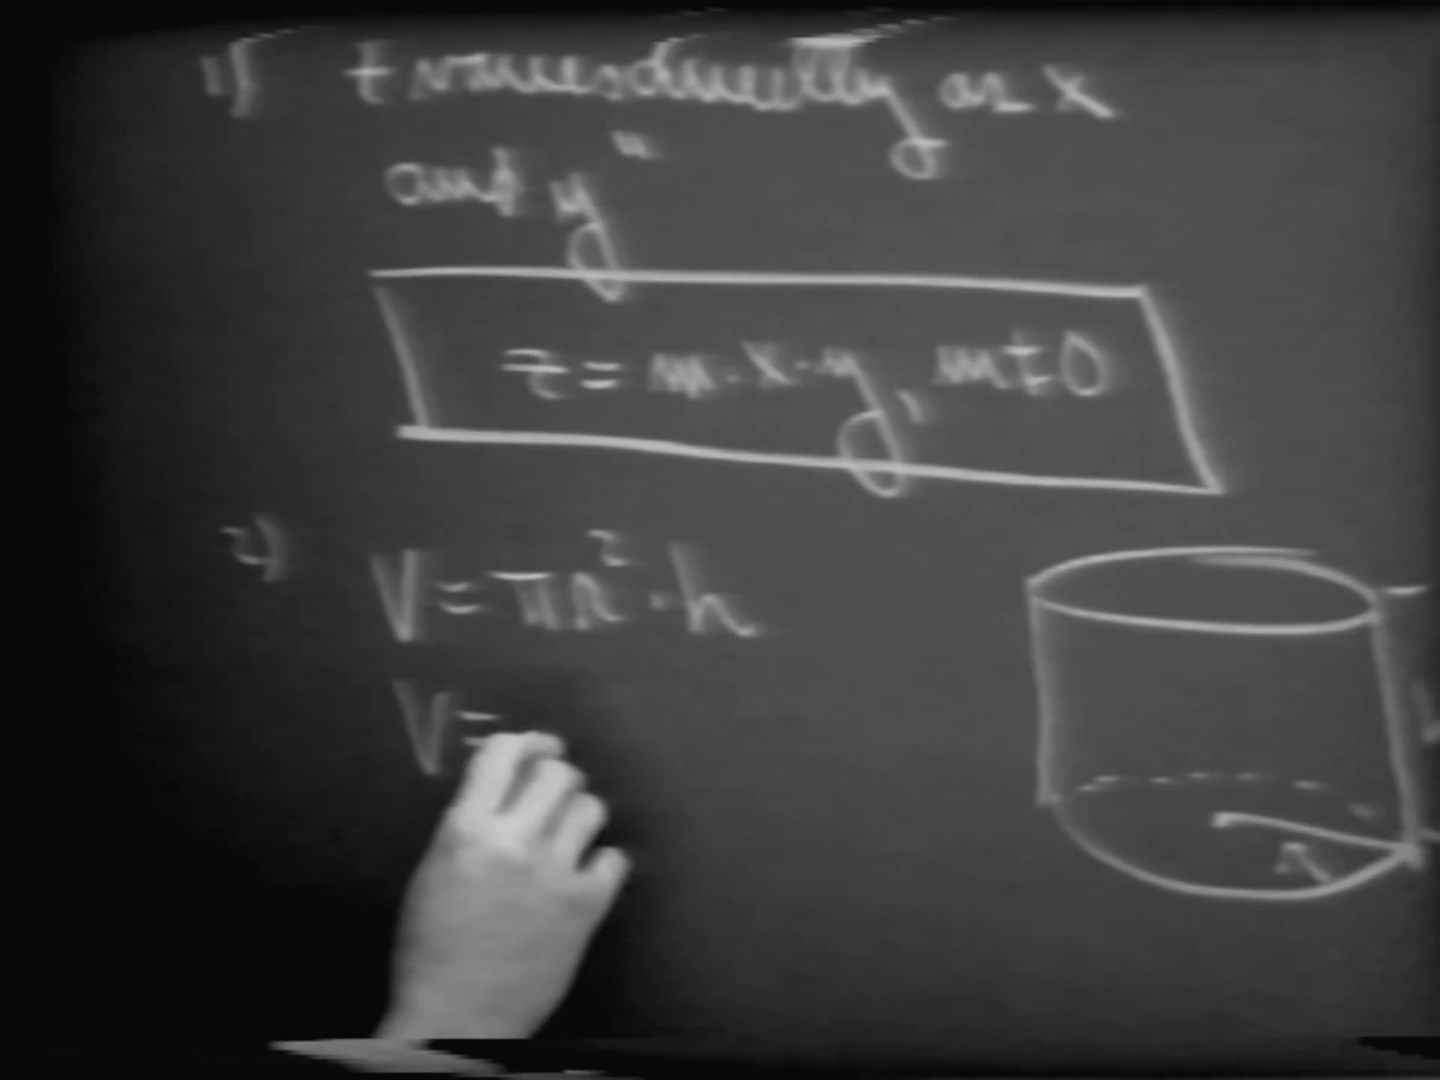 1) z varies directly as x
and y"
z = m·x·y, m≠0
2) V = πr²·h
V =
h
r